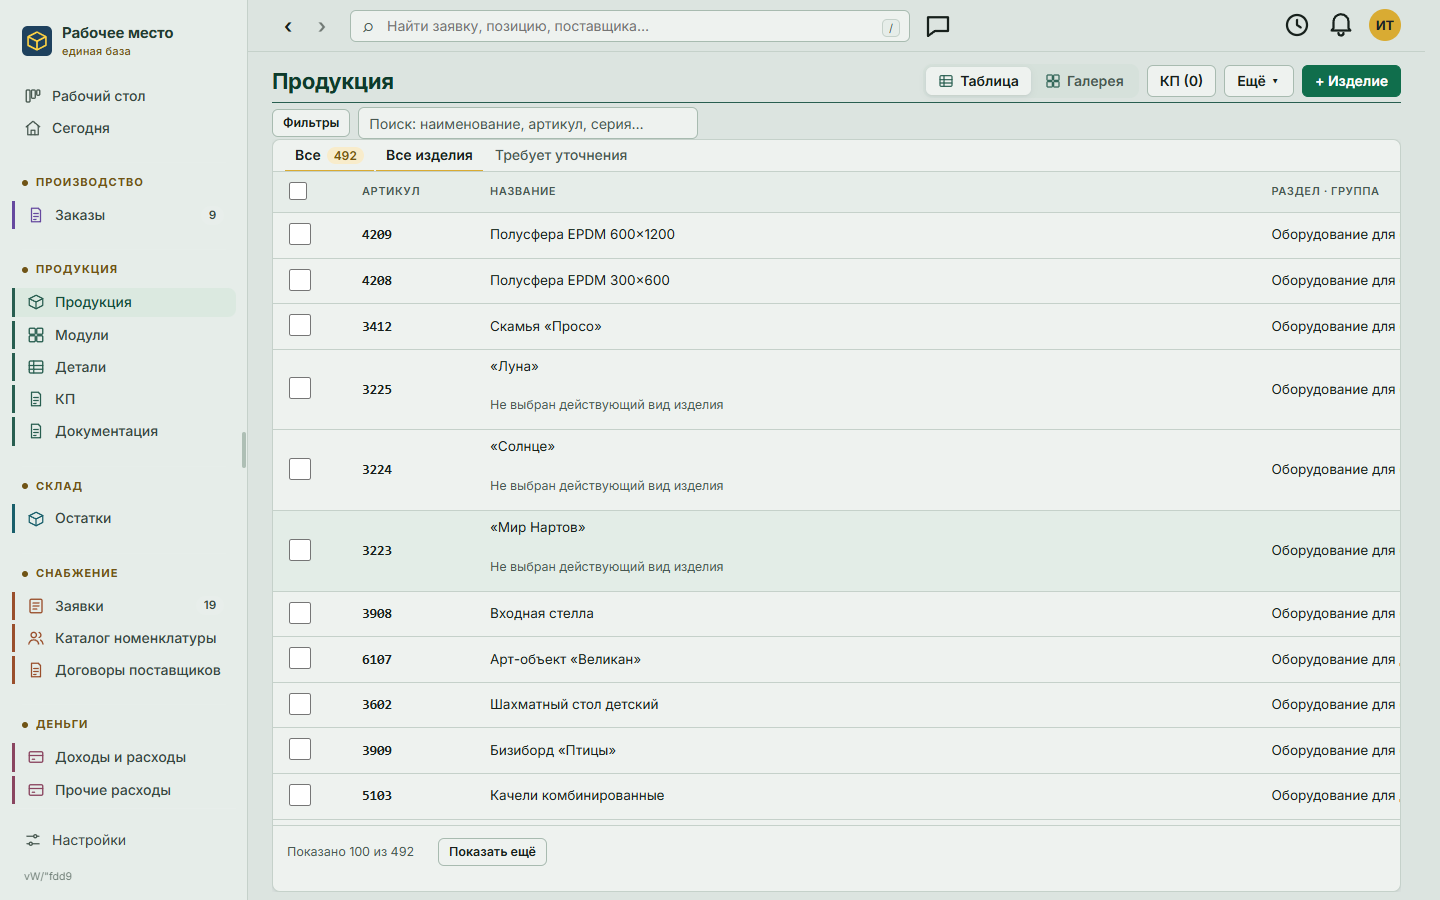 Рабочее место
единая база
Рабочий стол
Сегодня
ПРОИЗВОДСТВО
Заказы 9
ПРОДУКЦИЯ
Продукция
Модули
Детали
КП
Документация
СКЛАД
Остатки
СНАБЖЕНИЕ
Заявки 19
Каталог номенклатуры
Договоры поставщиков
ДЕНЬГИ
Доходы и расходы
Прочие расходы
Настройки
vW/"fdd9
Найти заявку, позицию, поставщика... /
ИТ
Продукция
Таблица Галерея КП (0) Ещё + Изделие
Фильтры Поиск: наименование, артикул, серия...
Все 492 Все изделия Требует уточнения
АРТИКУЛ НАЗВАНИЕ РАЗДЕЛ · ГРУППА
4209 Полусфера EPDM 600×1200 Оборудование для
4208 Полусфера EPDM 300×600 Оборудование для
3412 Скамья «Просо» Оборудование для
«Луна»
3225 Оборудование для
Не выбран действующий вид изделия
«Солнце»
3224 Оборудование для
Не выбран действующий вид изделия
«Мир Нартов»
3223 Оборудование для
Не выбран действующий вид изделия
3908 Входная стелла Оборудование для
6107 Арт-объект «Великан» Оборудование для
3602 Шахматный стол детский Оборудование для
3909 Бизиборд «Птицы» Оборудование для
5103 Качели комбинированные Оборудование для
Показано 100 из 492 Показать ещё